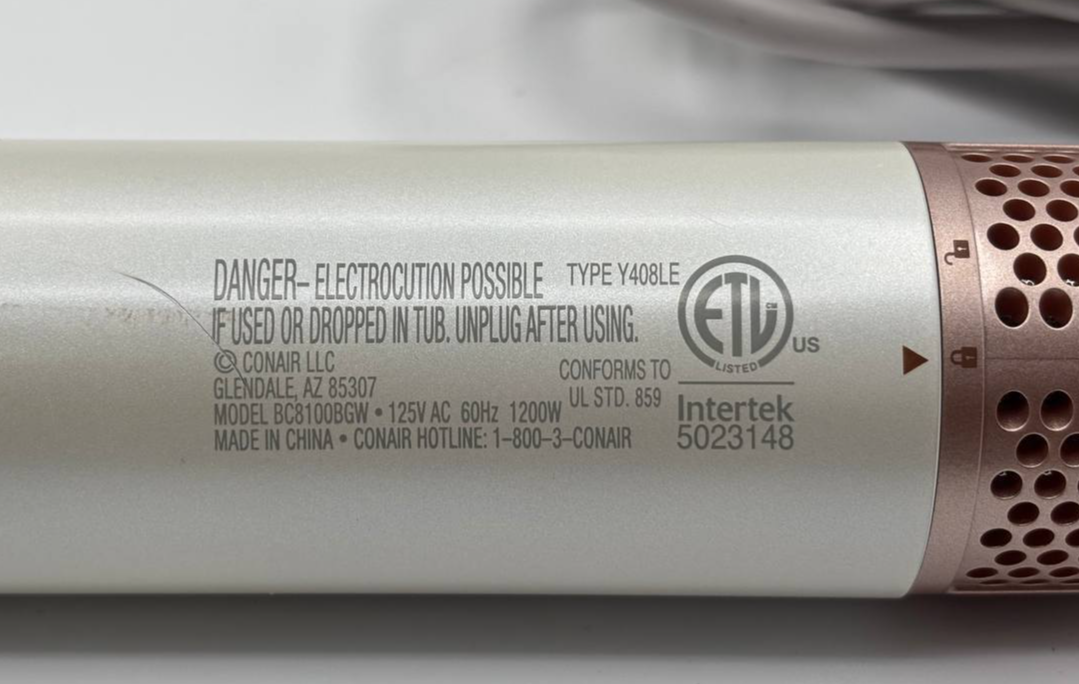 DANGER– ELECTROCUTION POSSIBLE TYPE Y408LE
IF USED OR DROPPED IN TUB. UNPLUG AFTER USING.
© CONAIR LLC
GLENDALE, AZ 85307
MODEL BC8100BGW • 125V AC 60Hz 1200W
MADE IN CHINA • CONAIR HOTLINE: 1–800–3–CONAIR
CONFORMS TO
UL STD. 859
ETL CM
LISTED
US
Intertek
5023148